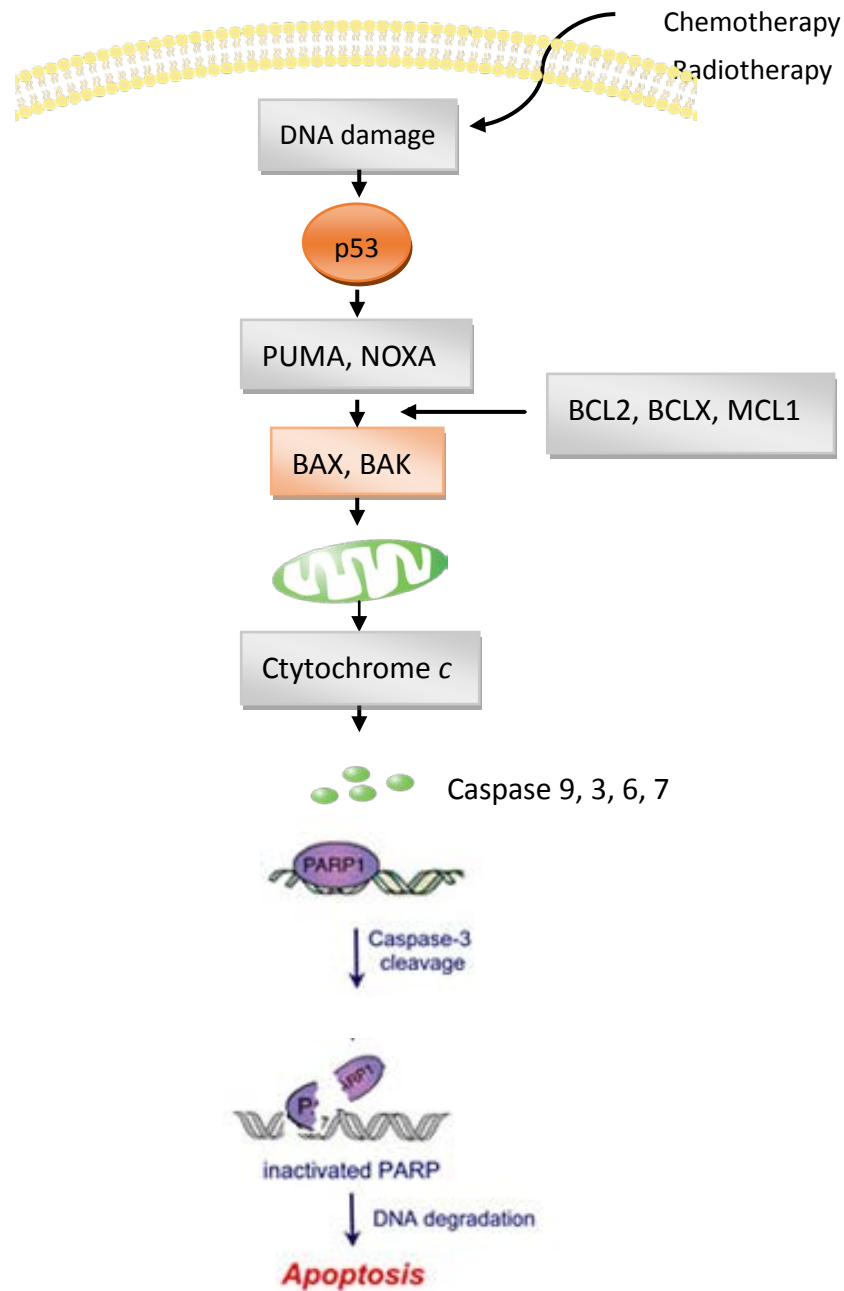 Chemotherapy
Radiotherapy
DNA damage
p53
PUMA, NOXA
BCL2, BCLX, MCL1
BAX, BAK
Ctytochrome c
Caspase 9, 3, 6, 7
PARP1
Caspase-3
cleavage
P
ARP1
inactivated PARP
DNA degradation
Apoptosis